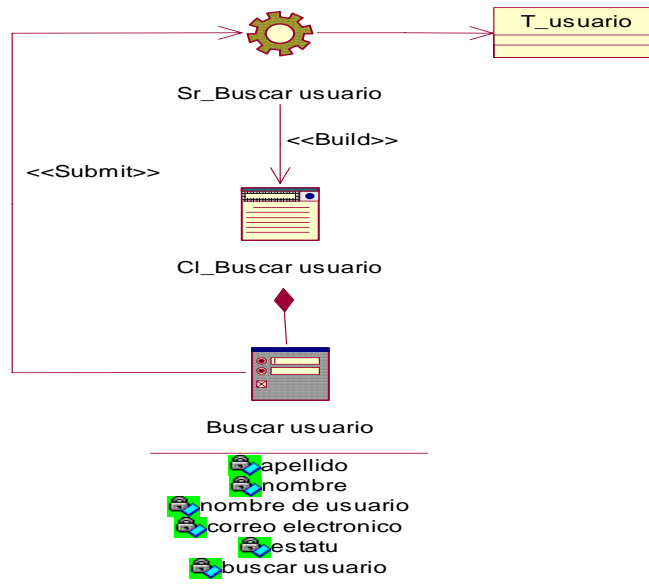 T_usuario
Sr_Buscar usuario
<<Build>>
<<Submit>>
Cl_Buscar usuario
Buscar usuario
apellido
nombre
nombre de usuario
correo electronico
estatu
buscar usuario